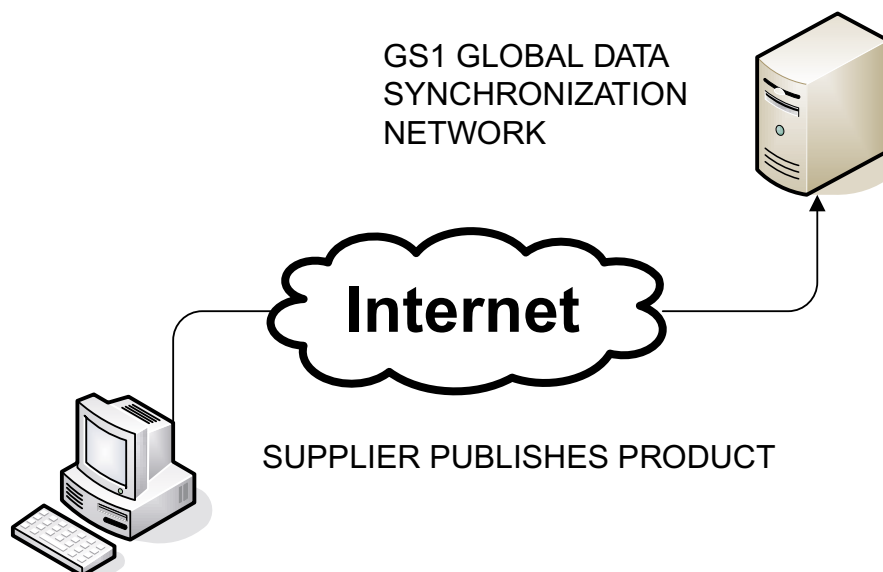 GS1 GLOBAL DATA
SYNCHRONIZATION
NETWORK
Internet
SUPPLIER PUBLISHES PRODUCT